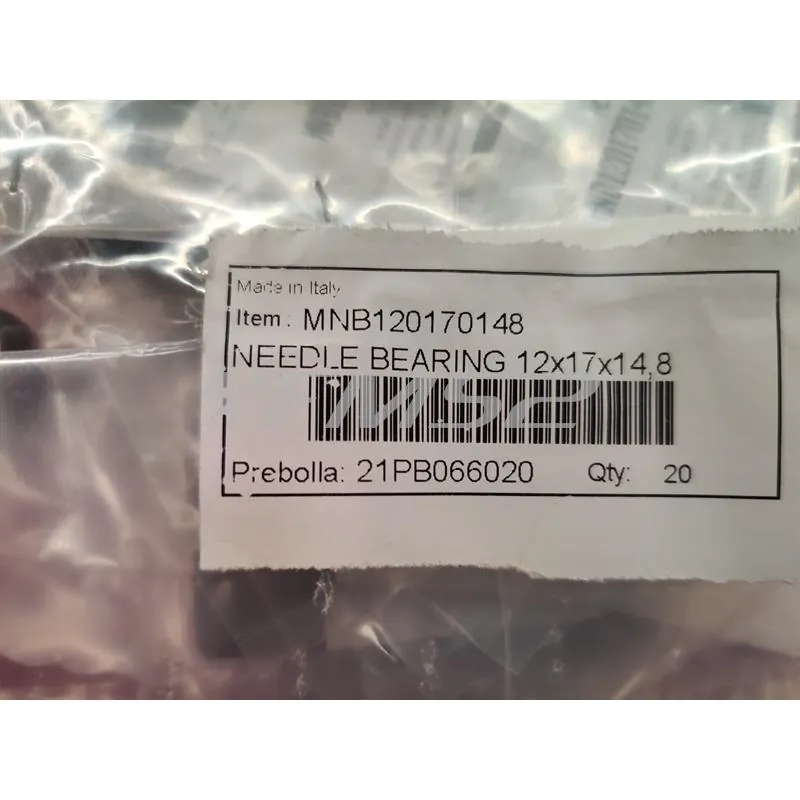 Made in Italy
Item: MNB120170148
NEEDLE BEARING 12x17x14,8
MS2
Prebolla: 21PB066020 Qty: 20